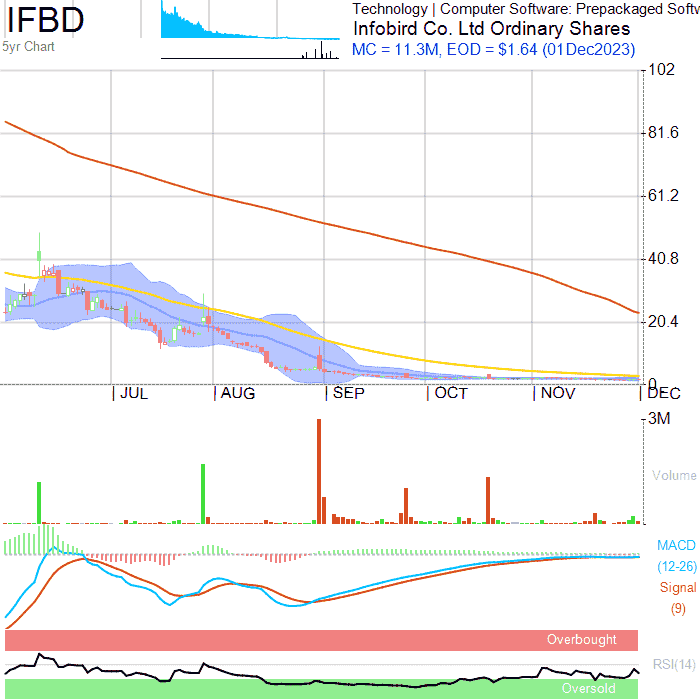 IFBD
5yr Chart
Technology | Computer Software: Prepackaged Softw
Infobird Co. Ltd Ordinary Shares
MC = 11.3M, EOD = $1.64 (01Dec2023)
102
81.6
61.2
40.8
20.4
0
JUL AUG SEP OCT NOV DEC
3M
Volume
MACD
(12-26)
Signal
(9)
Overbought
RSI(14)
Oversold